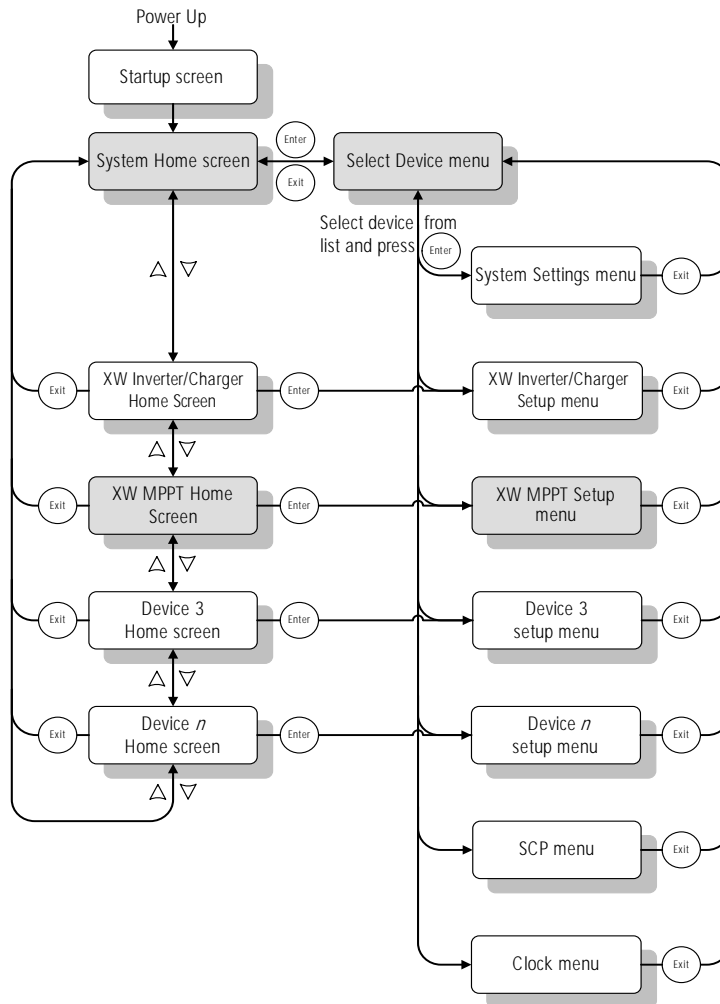 Power Up
Startup screen
System Home screen
Enter
Exit
Select Device menu
Select device from
list and press
Enter
System Settings menu
Exit
Exit
XW Inverter/Charger
Home Screen
Enter
XW Inverter/Charger
Setup menu
Exit
Exit
XW MPPT Home
Screen
Enter
XW MPPT Setup
menu
Exit
Exit
Device 3
Home screen
Enter
Device 3
setup menu
Exit
Exit
Device n
Home screen
Enter
Device n
setup menu
Exit
SCP menu
Exit
Clock menu
Exit